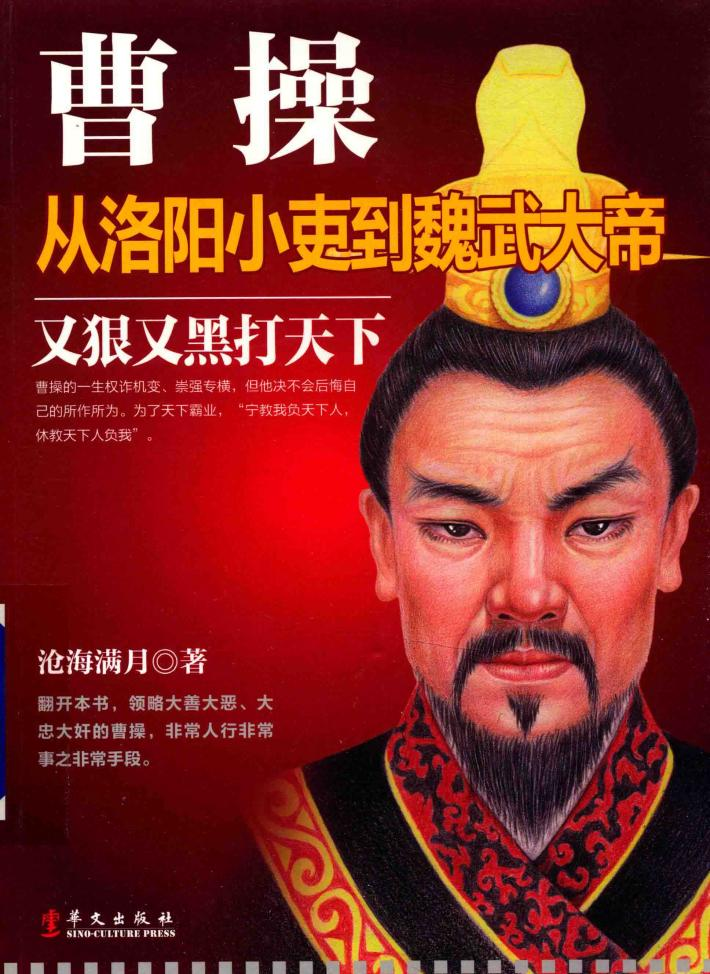 曹操
从洛阳小吏到魏武大帝
又狠又黑打天下
曹操的一生权诈机变、崇强专横，但他决不会后悔自
己的所作所为。为了天下霸业，“宁教我负天下人，
休教天下人负我”。
沧海满月◎著
翻开本书，领略大善大恶、大
忠大奸的曹操，非常人行非常
事之非常手段。
華文出版社
SINO-CULTURE PRESS